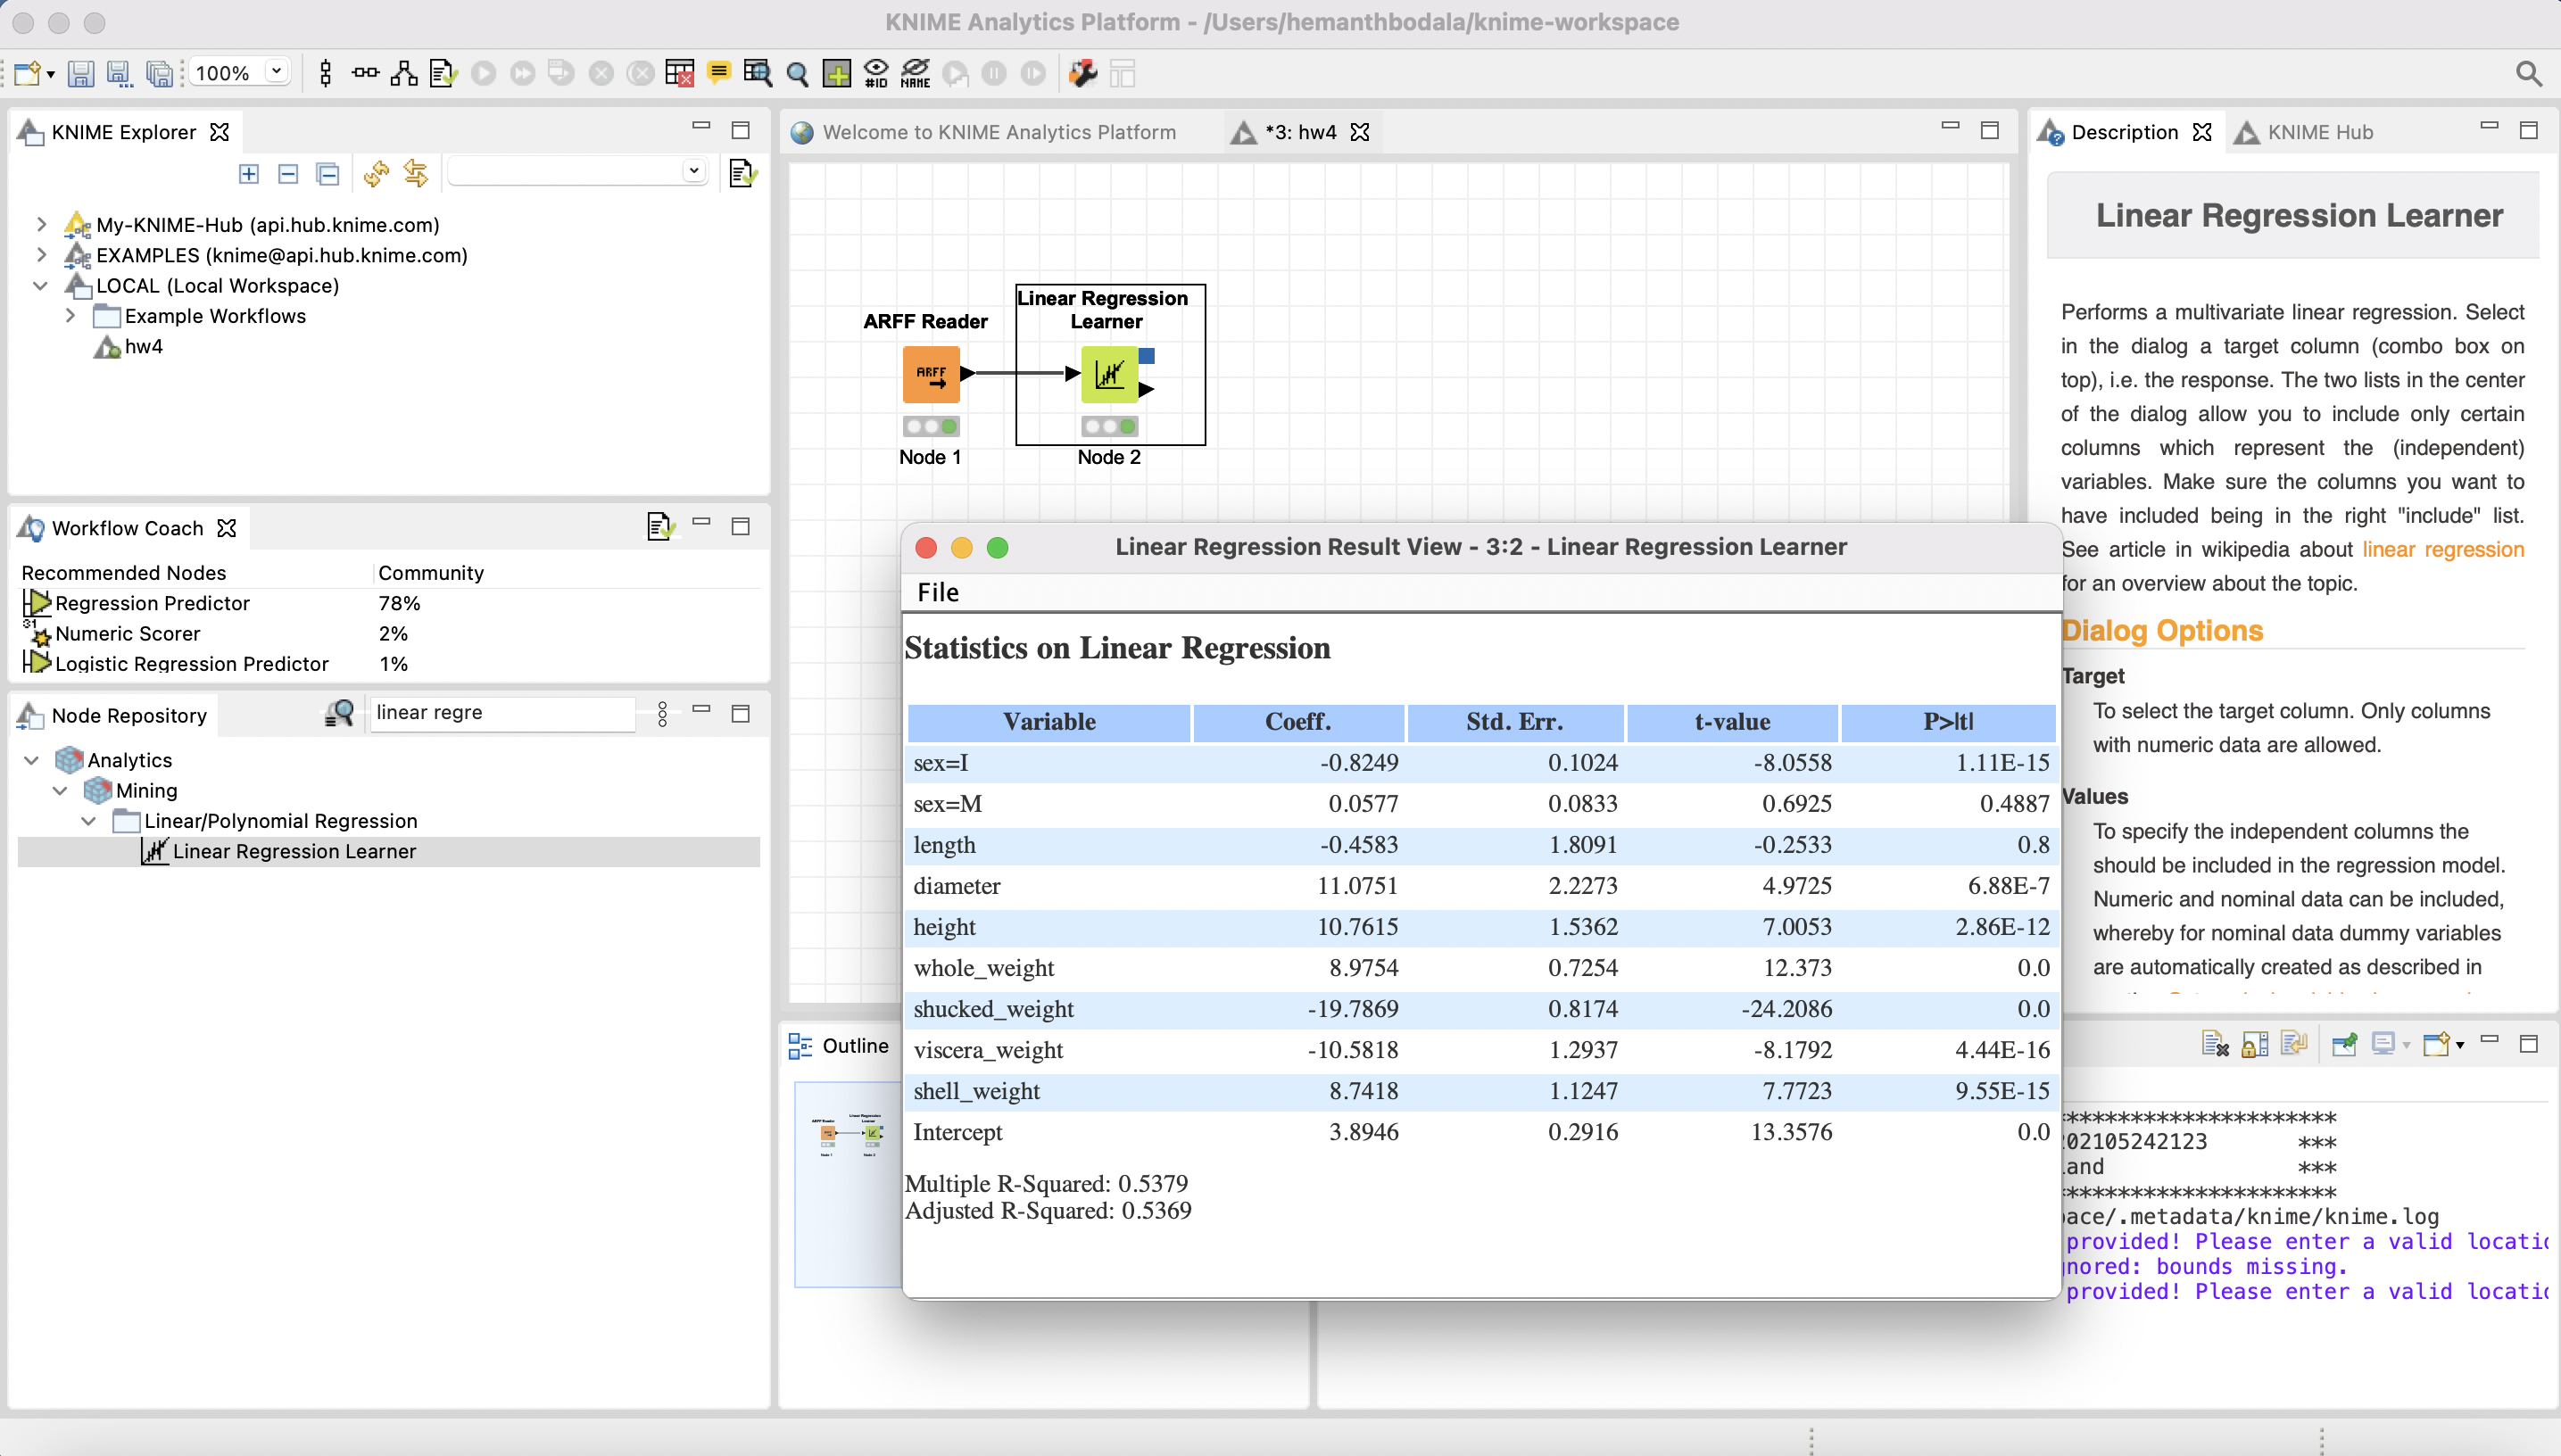 KNIME Analytics Platform - /Users/hemanthbodala/knime-workspace
100%
#ID
NAME
KNIME Explorer
My-KNIME-Hub (api.hub.knime.com)
EXAMPLES (knime@api.hub.knime.com)
LOCAL (Local Workspace)
Example Workflows
hw4
Workflow Coach
Recommended Nodes Community
Regression Predictor 78%
Numeric Scorer 2%
Logistic Regression Predictor 1%
Node Repository
linear regre
Analytics
Mining
Linear/Polynomial Regression
Linear Regression Learner
Welcome to KNIME Analytics Platform
*3: hw4
ARFF Reader
ARFF
Node 1
Linear Regression
Learner
Node 2
Linear Regression Result View - 3:2 - Linear Regression Learner
File
Statistics on Linear Regression
Variable Coeff. Std. Err. t-value P>|t|
sex=I -0.8249 0.1024 -8.0558 1.11E-15
sex=M 0.0577 0.0833 0.6925 0.4887
length -0.4583 1.8091 -0.2533 0.8
diameter 11.0751 2.2273 4.9725 6.88E-7
height 10.7615 1.5362 7.0053 2.86E-12
whole_weight 8.9754 0.7254 12.373 0.0
shucked_weight -19.7869 0.8174 -24.2086 0.0
viscera_weight -10.5818 1.2937 -8.1792 4.44E-16
shell_weight 8.7418 1.1247 7.7723 9.55E-15
Intercept 3.8946 0.2916 13.3576 0.0
Multiple R-Squared: 0.5379
Adjusted R-Squared: 0.5369
Outline
ARFF Reader
Linear Regression
Learner
Node 1
Node 2
Description
KNIME Hub
Linear Regression Learner
Performs a multivariate linear regression. Select
in the dialog a target column (combo box on
top), i.e. the response. The two lists in the center
of the dialog allow you to include only certain
columns which represent the (independent)
variables. Make sure the columns you want to
have included being in the right "include" list.
See article in wikipedia about linear regression
for an overview about the topic.
Dialog Options
Target
To select the target column. Only columns
with numeric data are allowed.
Values
To specify the independent columns the
should be included in the regression model.
Numeric and nominal data can be included,
whereby for nominal data dummy variables
are automatically created as described in
*********************
02105242123 ***
and ***
*********************
ace/.metadata/knime/knime.log
provided! Please enter a valid locatio
nored: bounds missing.
provided! Please enter a valid locatio